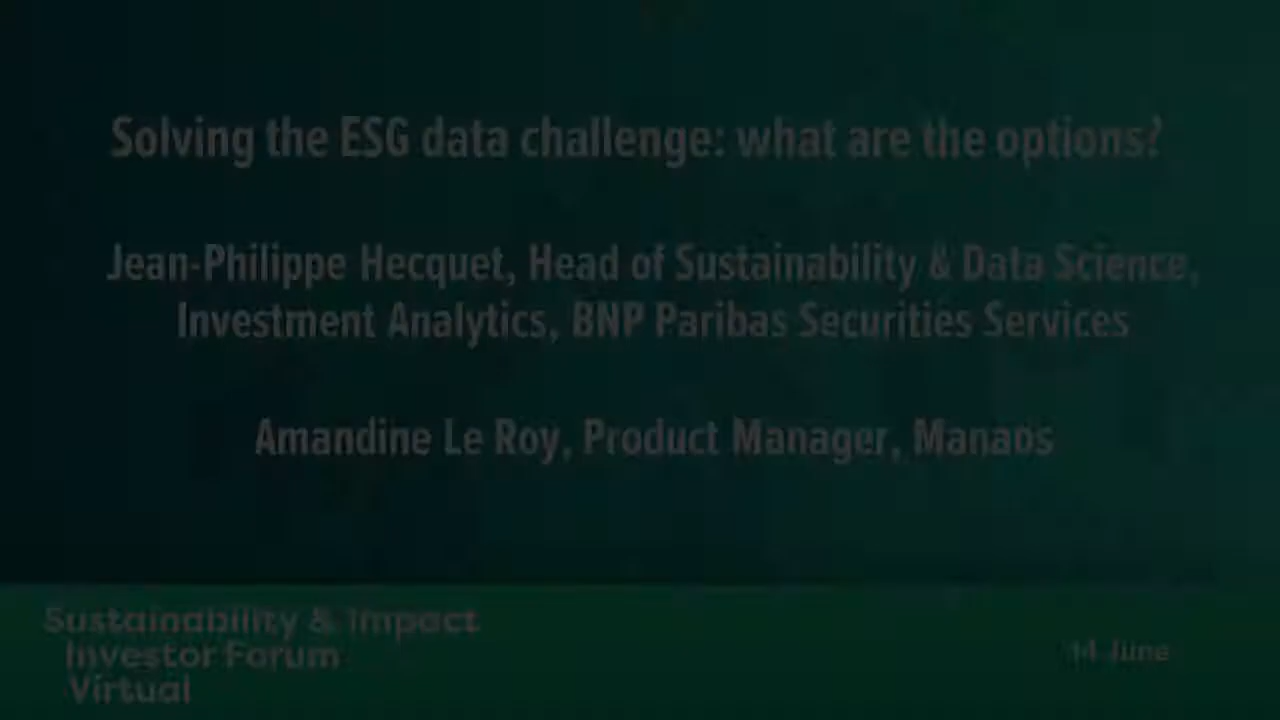 Solving the ESG data challenge: what are the options?
Jean-Philippe Hecquet, Head of Sustainability & Data Science,
Investment Analytics, BNP Paribas Securities Services
Amandine Le Roy, Product Manager, Manaos
Sustainability & Impact
Investor Forum
Virtual
14 June